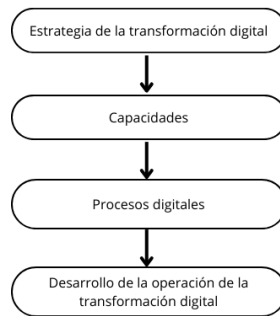 Estrategia de la transformación digital
Capacidades
Procesos digitales
Desarrollo de la operación de la
transformación digital